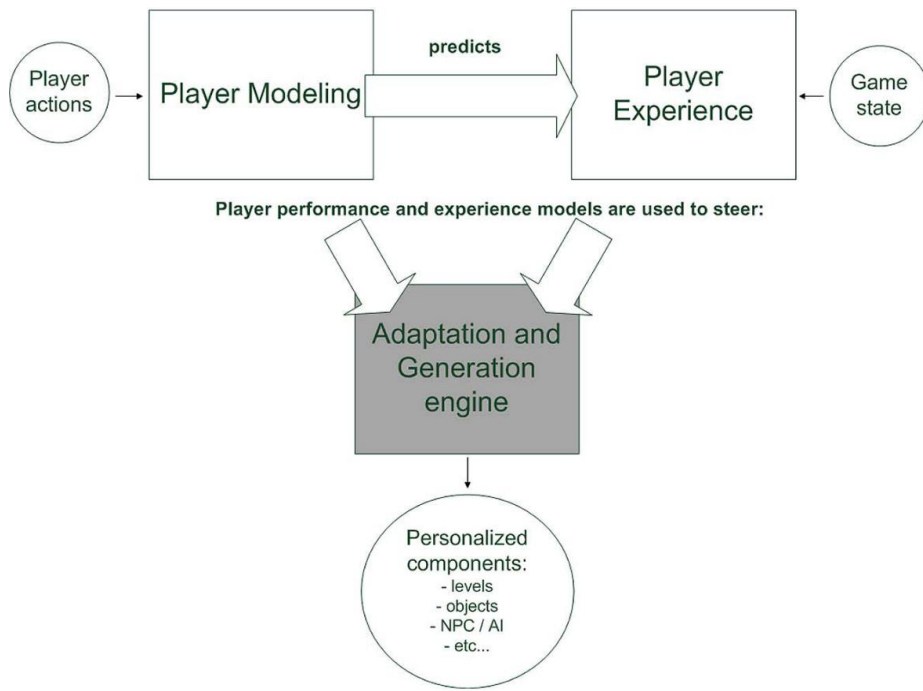 predicts
Player
actions
Player Modeling
Player
Experience
Game
state
Player performance and experience models are used to steer:
Adaptation and
Generation
engine
Personalized
components:
- levels
- objects
- NPC / AI
- etc...